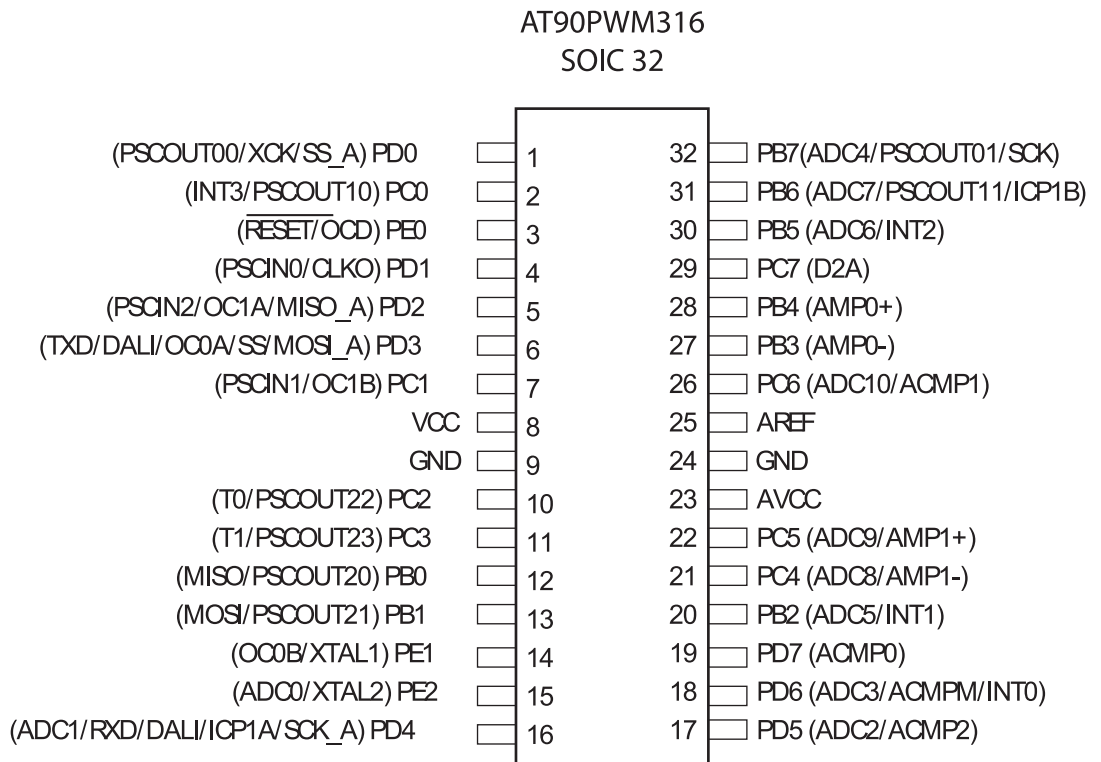 AT90PWM316
SOIC 32
(PSCOUT00/XCK/SS_A) PD0 1 32 PB7(ADC4/PSCOUT01/SCK)
(INT3/PSCOUT10) PC0 2 31 PB6 (ADC7/PSCOUT11/ICP1B)
(RESET/OCD) PE0 3 30 PB5 (ADC6/INT2)
(PSCIN0/CLKO) PD1 4 29 PC7 (D2A)
(PSCIN2/OC1A/MISO_A) PD2 5 28 PB4 (AMP0+)
(TXD/DALI/OC0A/SS/MOSI_A) PD3 6 27 PB3 (AMP0-)
(PSCIN1/OC1B) PC1 7 26 PC6 (ADC10/ACMP1)
VCC 8 25 AREF
GND 9 24 GND
(T0/PSCOUT22) PC2 10 23 AVCC
(T1/PSCOUT23) PC3 11 22 PC5 (ADC9/AMP1+)
(MISO/PSCOUT20) PB0 12 21 PC4 (ADC8/AMP1-)
(MOSI/PSCOUT21) PB1 13 20 PB2 (ADC5/INT1)
(OC0B/XTAL1) PE1 14 19 PD7 (ACMP0)
(ADC0/XTAL2) PE2 15 18 PD6 (ADC3/ACMPM/INT0)
(ADC1/RXD/DALI/ICP1A/SCK_A) PD4 16 17 PD5 (ADC2/ACMP2)